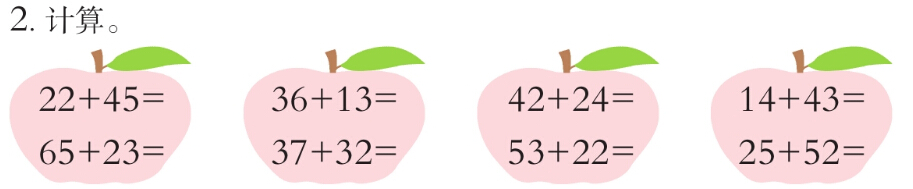 2. 计算。
22+45= 36+13= 42+24= 14+43=
65+23= 37+32= 53+22= 25+52=